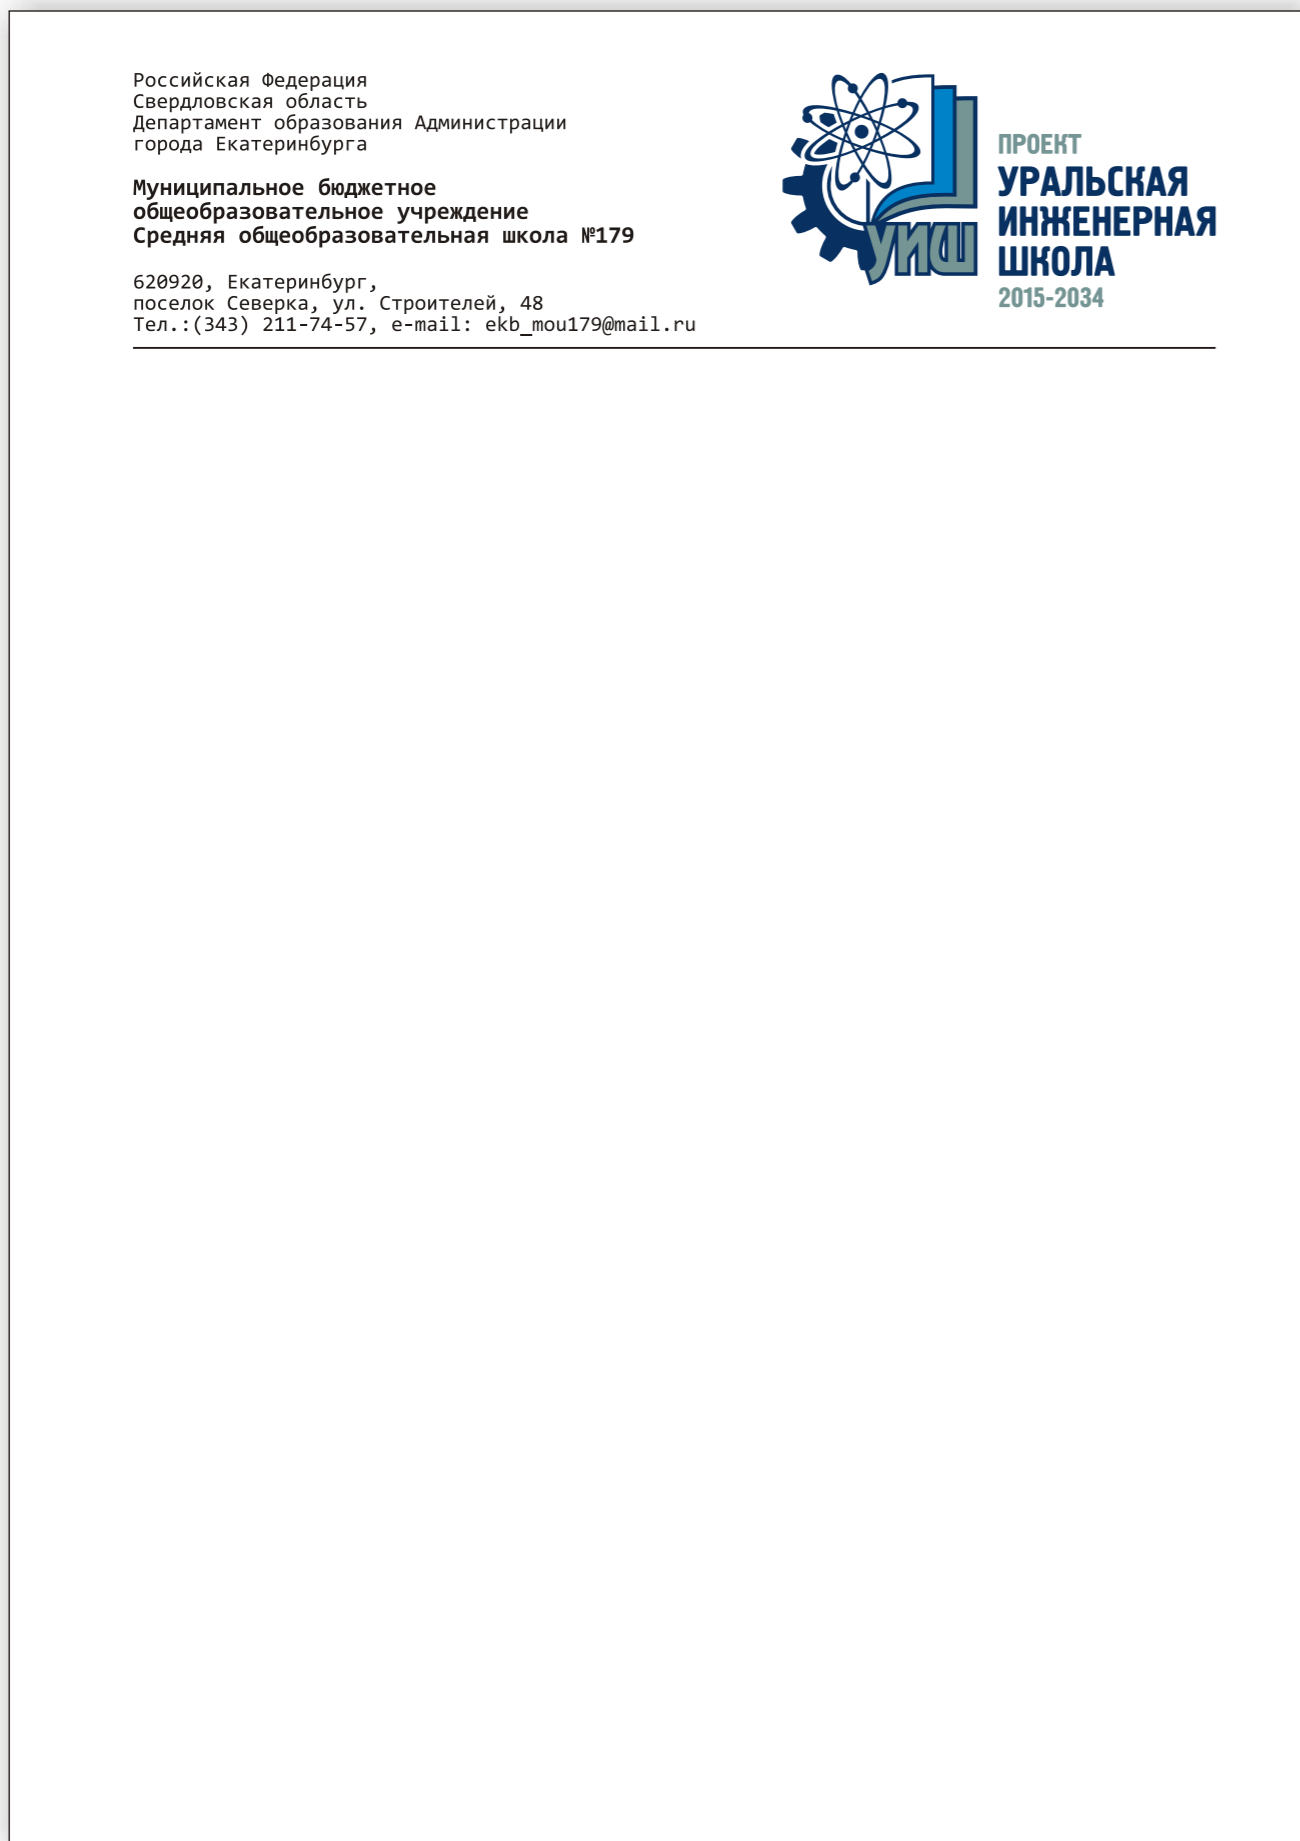 Российская Федерация
Свердловская область
Департамент образования Администрации
города Екатеринбурга
Муниципальное бюджетное
общеобразовательное учреждение
Средняя общеобразовательная школа №179
620920, Екатеринбург,
поселок Северка, ул. Строителей, 48
Тел.:(343) 211-74-57, e-mail: ekb_mou179@mail.ru
УИШ
ПРОЕКТ
УРАЛЬСКАЯ
ИНЖЕНЕРНАЯ
ШКОЛА
2015-2034